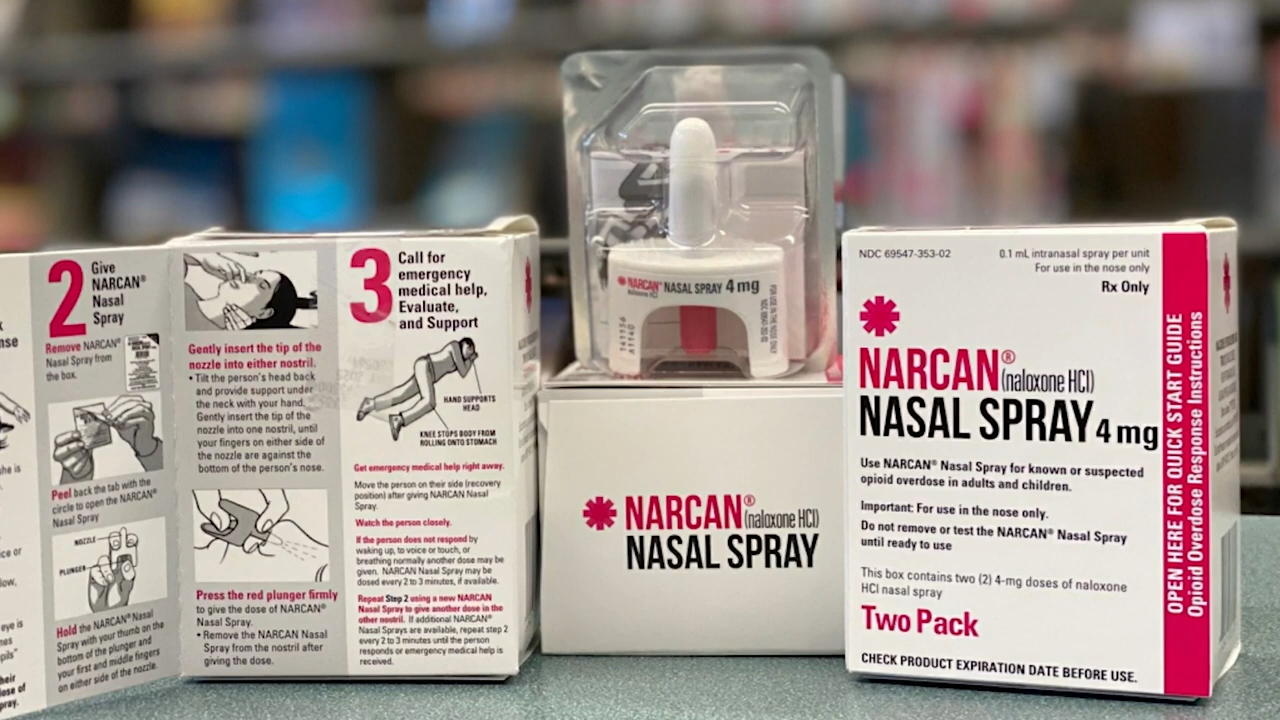 2
Give
NARCAN®
Nasal
Spray
Remove NARCAN®
Nasal Spray from
the box.
Peel back the tab with the
circle to open the NARCAN®
Nasal Spray
NOZZLE
PLUNGER
Hold the NARCAN® Nasal
Spray with your thumb on the
bottom of the plunger and
your first and middle fingers
on either side of the nozzle.
Gently insert the tip of the
nozzle into either nostril.
• Tilt the person's head back
and provide support under
the neck with your hand.
Gently insert the tip of the
nozzle into one nostril, until
your fingers on either side of
the nozzle are against the
bottom of the person's nose.
Press the red plunger firmly
to give the dose of NARCAN®
Nasal Spray.
• Remove the NARCAN Nasal
Spray from the nostril after
giving the dose.
3
Call for
emergency
medical help,
Evaluate,
and Support
HAND SUPPORTS
HEAD
KNEE STOPS BODY FROM
ROLLING ONTO STOMACH
Get emergency medical help right away.
Move the person on their side (recovery
position) after giving NARCAN Nasal
Spray.
Watch the person closely.
If the person does not respond by
waking up, to voice or touch, or
breathing normally another dose may be
given. NARCAN Nasal Spray may be
dosed every 2 to 3 minutes, if available.
Repeat Step 2 using a new NARCAN
Nasal Spray to give another dose in the
other nostril. If additional NARCAN®
Nasal Sprays are available, repeat step 2
every 2 to 3 minutes until the person
responds or emergency medical help is
received.
NARCAN® NASAL SPRAY 4 mg
naloxone HCl
FOR USE IN THE NOSE ONLY
NARCAN® (naloxone HCl)
NASAL SPRAY
NDC 69547-353-02
0.1 mL intranasal spray per unit
For use in the nose only
Rx Only
NARCAN® (naloxone HCl)
NASAL SPRAY 4 mg
Use NARCAN® Nasal Spray for known or suspected
opioid overdose in adults and children.
Important: For use in the nose only.
Do not remove or test the NARCAN® Nasal Spray
until ready to use
This box contains two (2) 4-mg doses of naloxone
HCl nasal spray
Two Pack
CHECK PRODUCT EXPIRATION DATE BEFORE USE.
OPEN HERE FOR QUICK START GUIDE
Opioid Overdose Response Instructions